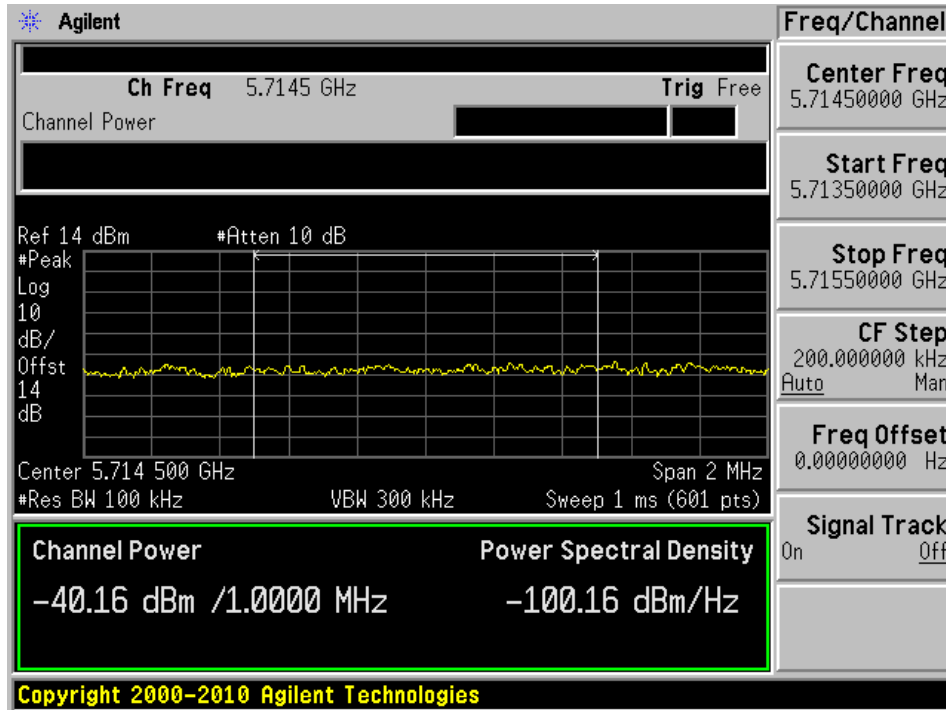 Agilent
Freq/Channel
Ch Freq 5.7145 GHz Trig Free
Channel Power
Center Freq
5.71450000 GHz
Start Freq
5.71350000 GHz
Stop Freq
5.71550000 GHz
CF Step
200.000000 kHz
Auto Man
Freq Offset
0.00000000 Hz
Signal Track
On Off
Ref 14 dBm #Atten 10 dB
#Peak
Log
10
dB/
Offst
14
dB
Center 5.714 500 GHz Span 2 MHz
#Res BW 100 kHz VBW 300 kHz Sweep 1 ms (601 pts)
Channel Power Power Spectral Density
-40.16 dBm /1.0000 MHz -100.16 dBm/Hz
Copyright 2000-2010 Agilent Technologies